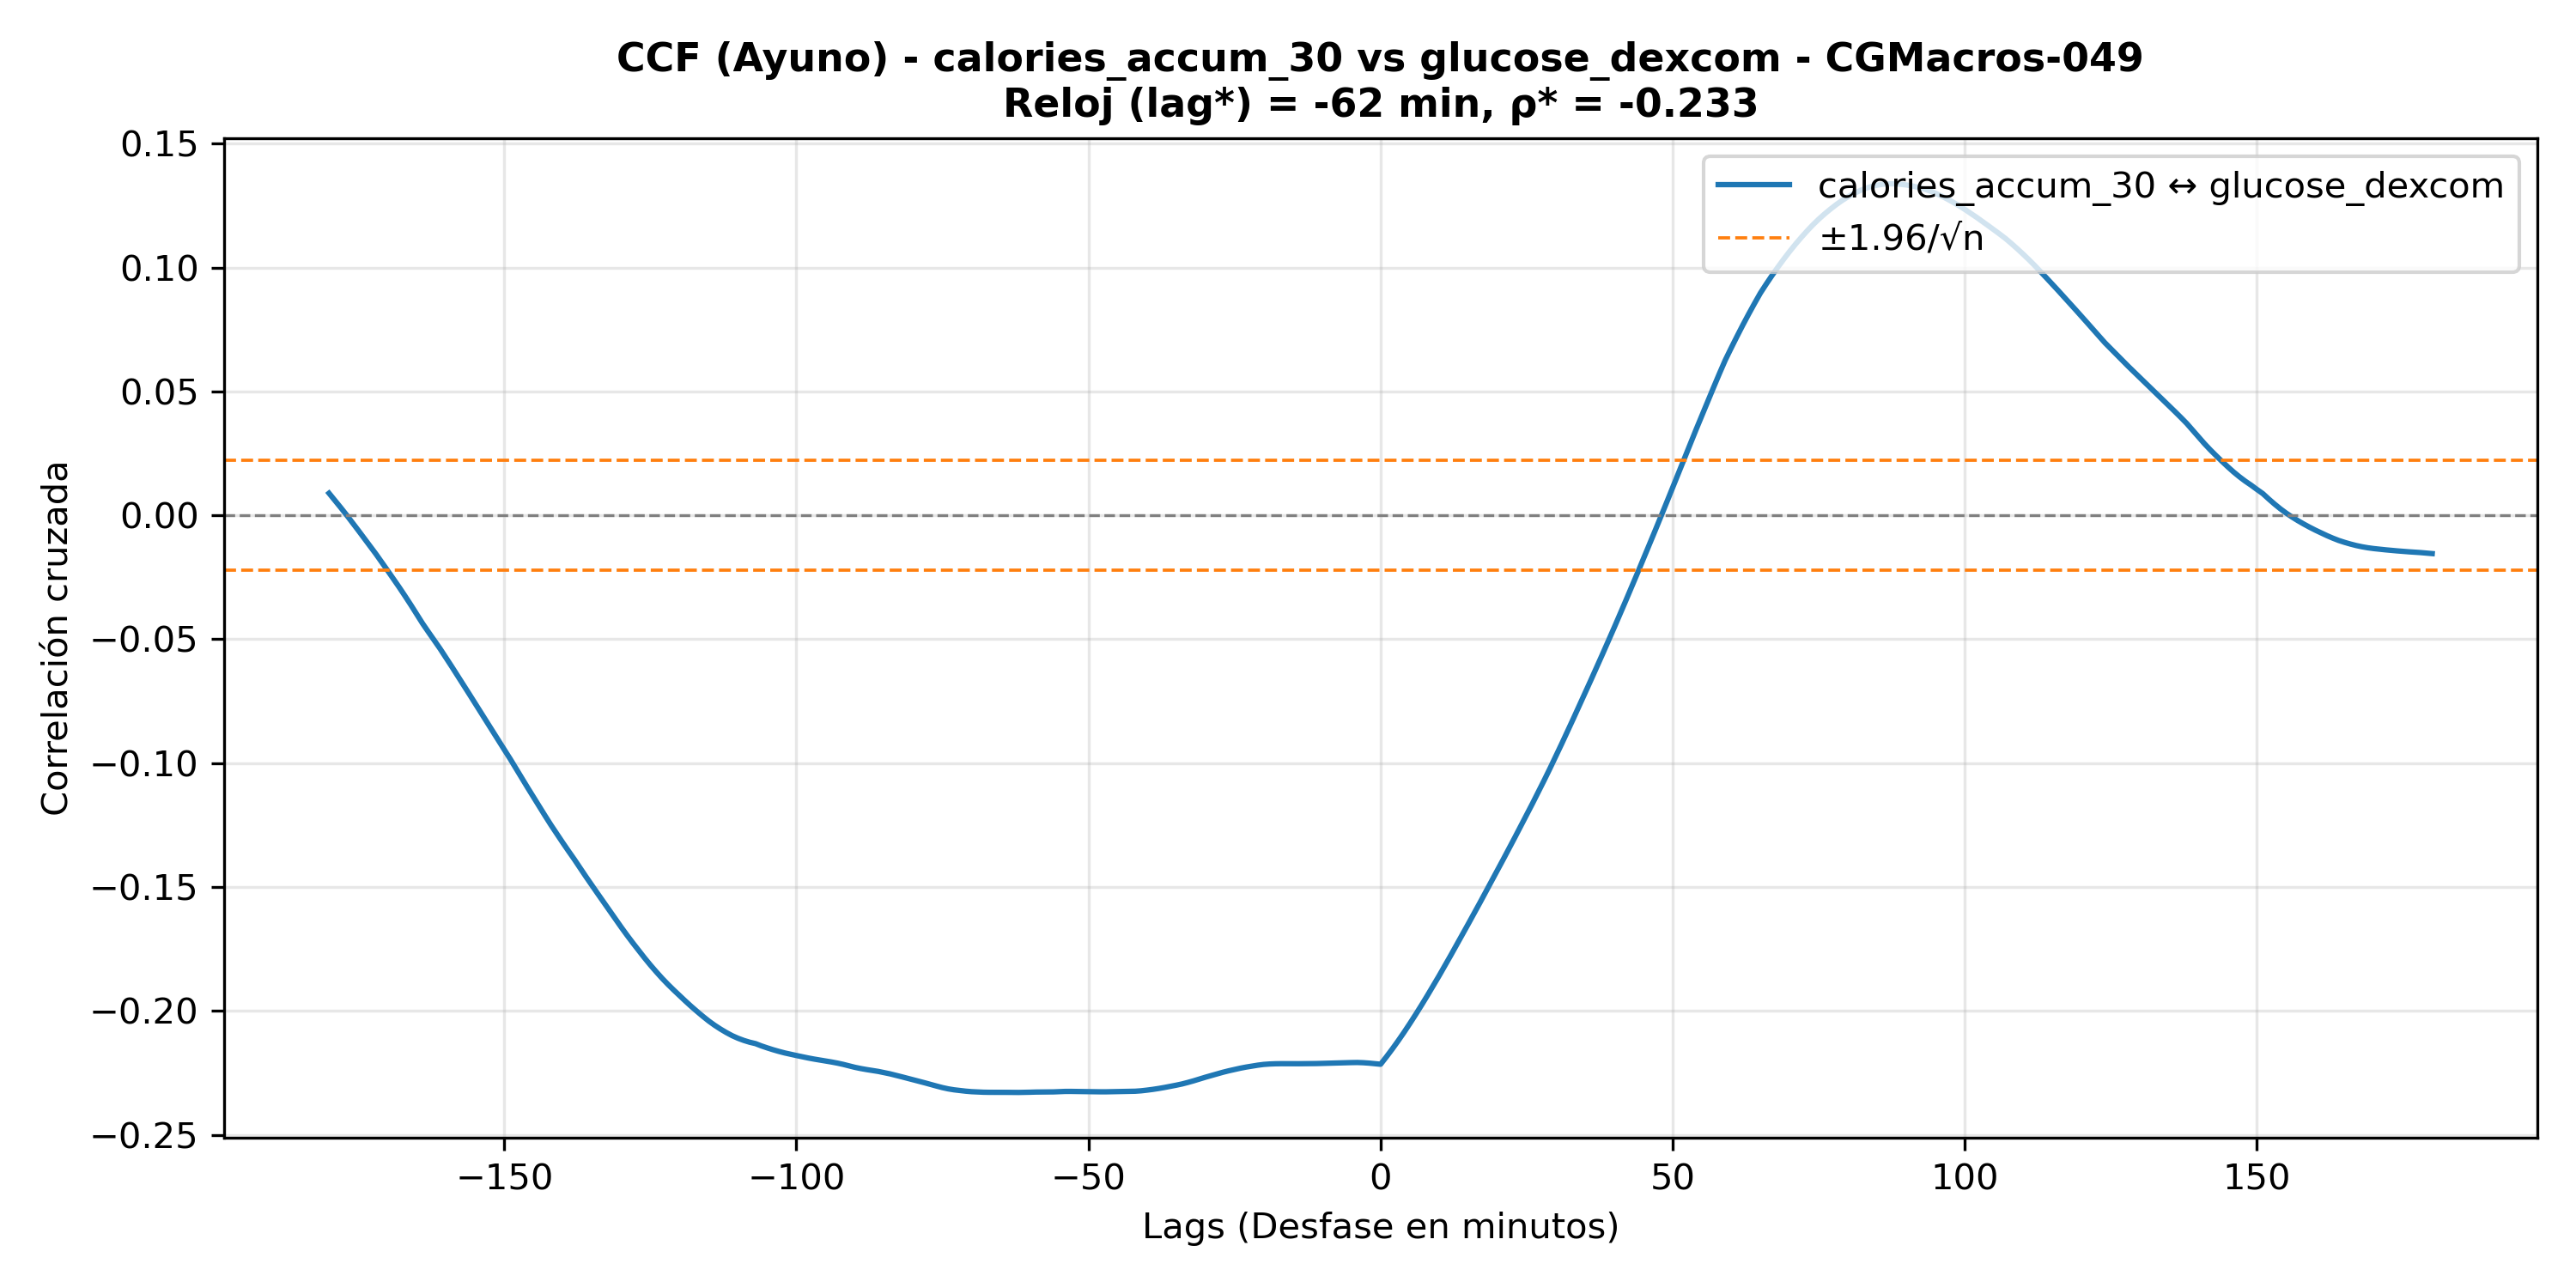 CCF (Ayuno) - calories_accum_30 vs glucose_dexcom - CGMacros-049
Reloj (lag*) = -62 min, ρ* = -0.233
calories_accum_30 ↔ glucose_dexcom
±1.96/√n
0.15
0.10
0.05
0.00
−0.05
−0.10
−0.15
−0.20
−0.25
Correlación cruzada
−150
−100
−50
0
50
100
150
Lags (Desfase en minutos)